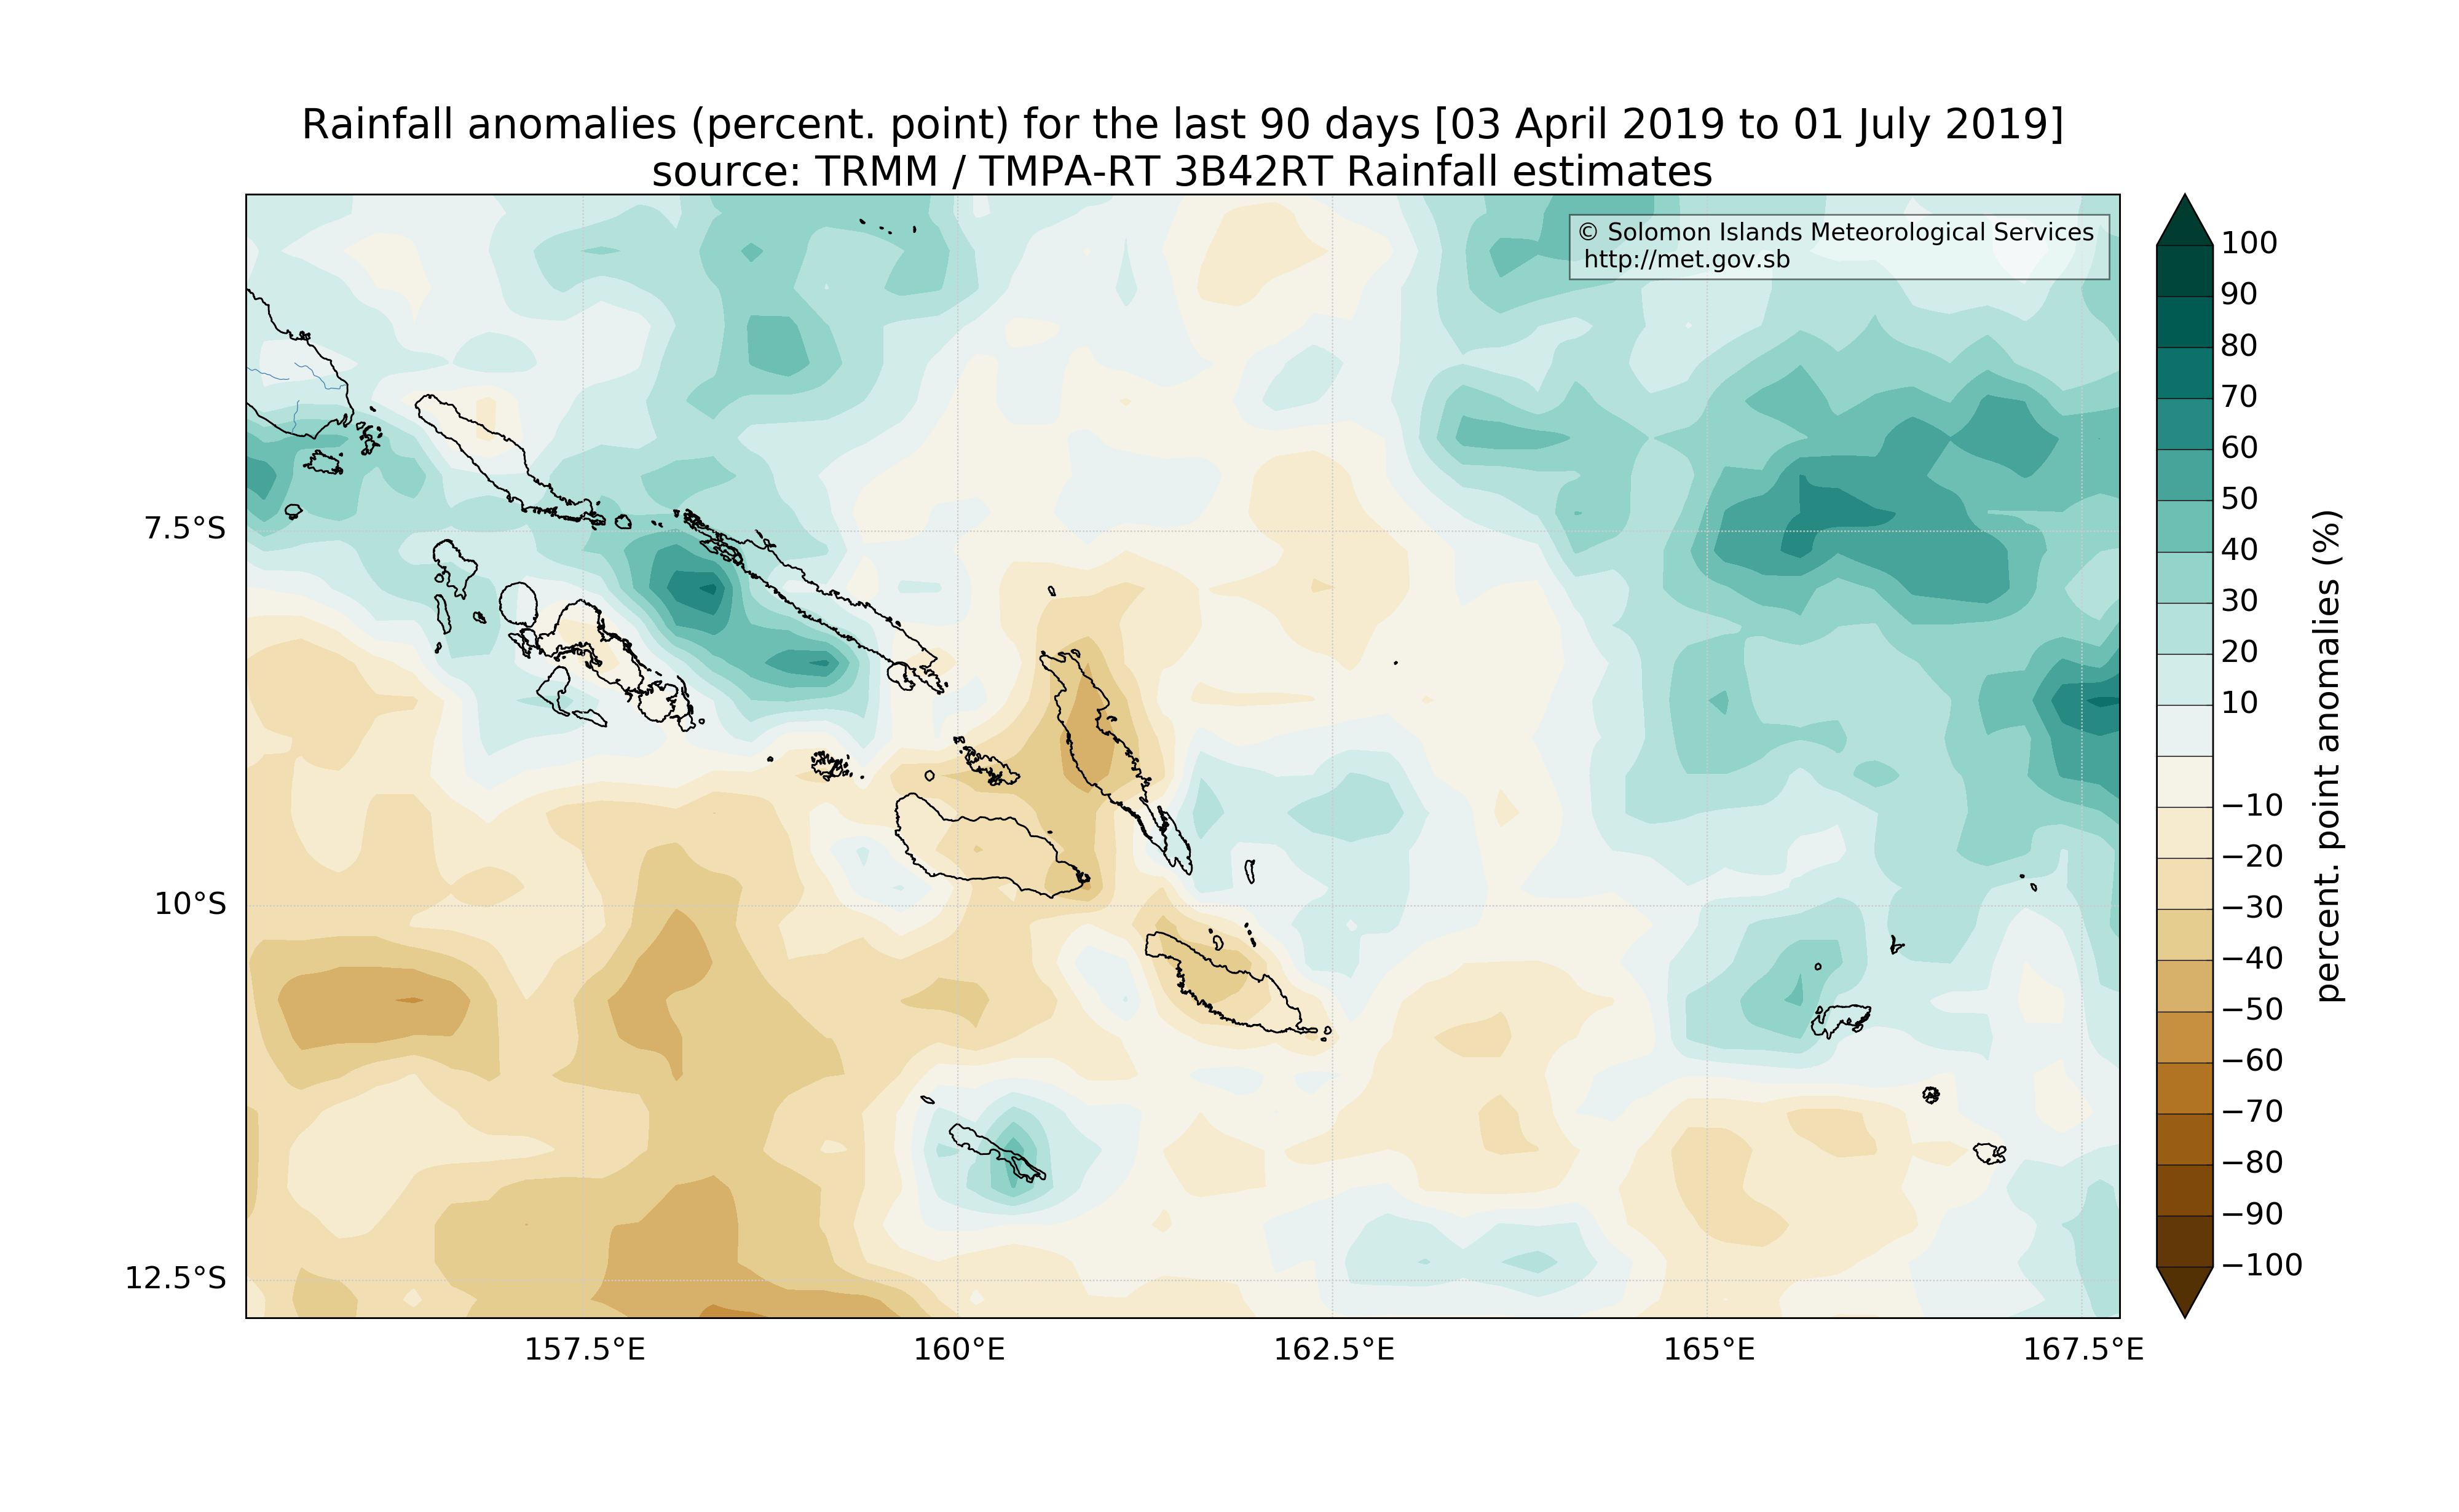 Rainfall anomalies (percent. point) for the last 90 days [03 April 2019 to 01 July 2019]
source: TRMM / TMPA-RT 3B42RT Rainfall estimates
© Solomon Islands Meteorological Services
http://met.gov.sb
7.5°S
10°S
12.5°S
157.5°E
160°E
162.5°E
165°E
167.5°E
100
90
80
70
60
50
40
30
20
10
−10
−20
−30
−40
−50
−60
−70
−80
−90
−100
percent. point anomalies (%)